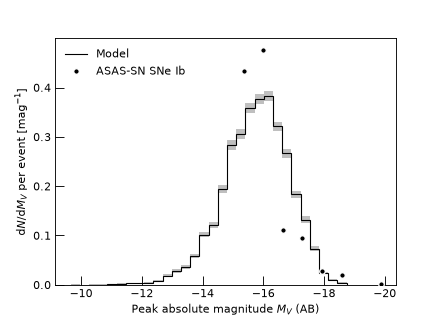 Model
ASAS-SN SNe Ib
0.4
0.3
0.2
0.1
0.0
−10 −12 −14 −16 −18 −20
dN/dM_V per event [mag⁻¹]
Peak absolute magnitude M_V (AB)